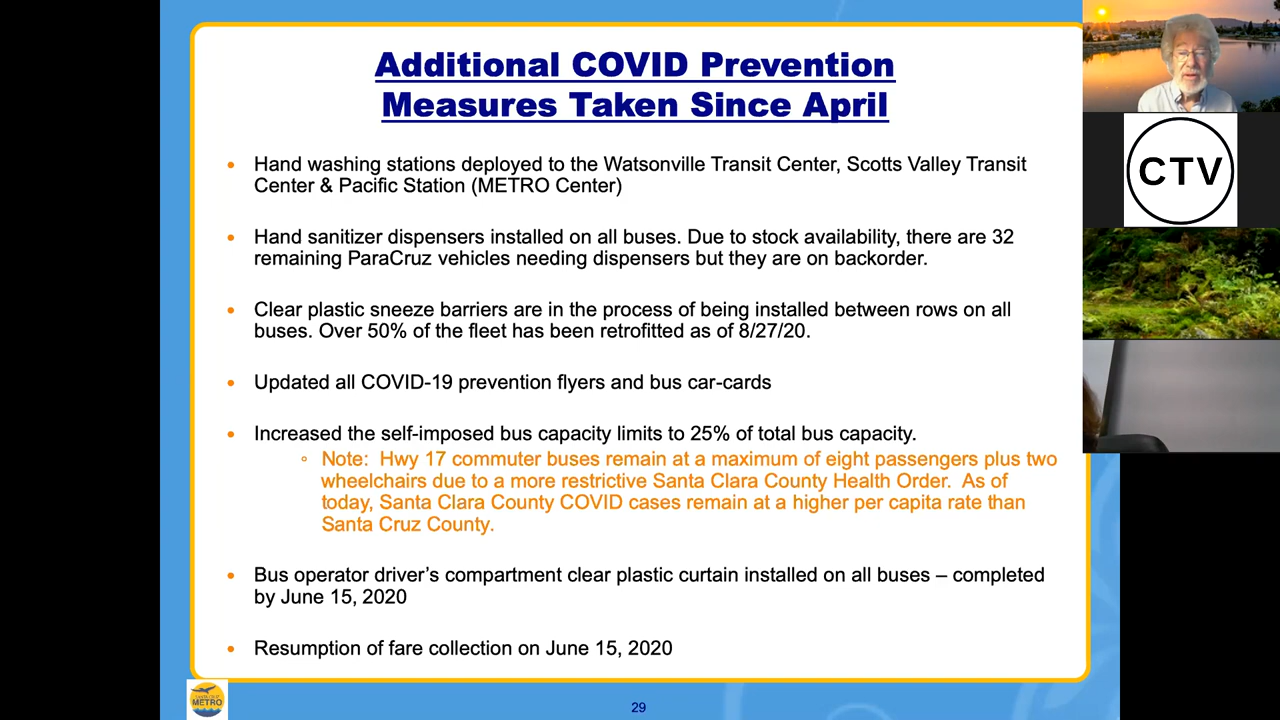 Additional COVID Prevention
Measures Taken Since April
Hand washing stations deployed to the Watsonville Transit Center, Scotts Valley Transit
Center & Pacific Station (METRO Center)
Hand sanitizer dispensers installed on all buses. Due to stock availability, there are 32
remaining ParaCruz vehicles needing dispensers but they are on backorder.
Clear plastic sneeze barriers are in the process of being installed between rows on all
buses. Over 50% of the fleet has been retrofitted as of 8/27/20.
Updated all COVID-19 prevention flyers and bus car-cards
Increased the self-imposed bus capacity limits to 25% of total bus capacity.
Note: Hwy 17 commuter buses remain at a maximum of eight passengers plus two
wheelchairs due to a more restrictive Santa Clara County Health Order. As of
today, Santa Clara County COVID cases remain at a higher per capita rate than
Santa Cruz County.
Bus operator driver's compartment clear plastic curtain installed on all buses – completed
by June 15, 2020
Resumption of fare collection on June 15, 2020
SANTA CRUZ
METRO
29
CTV